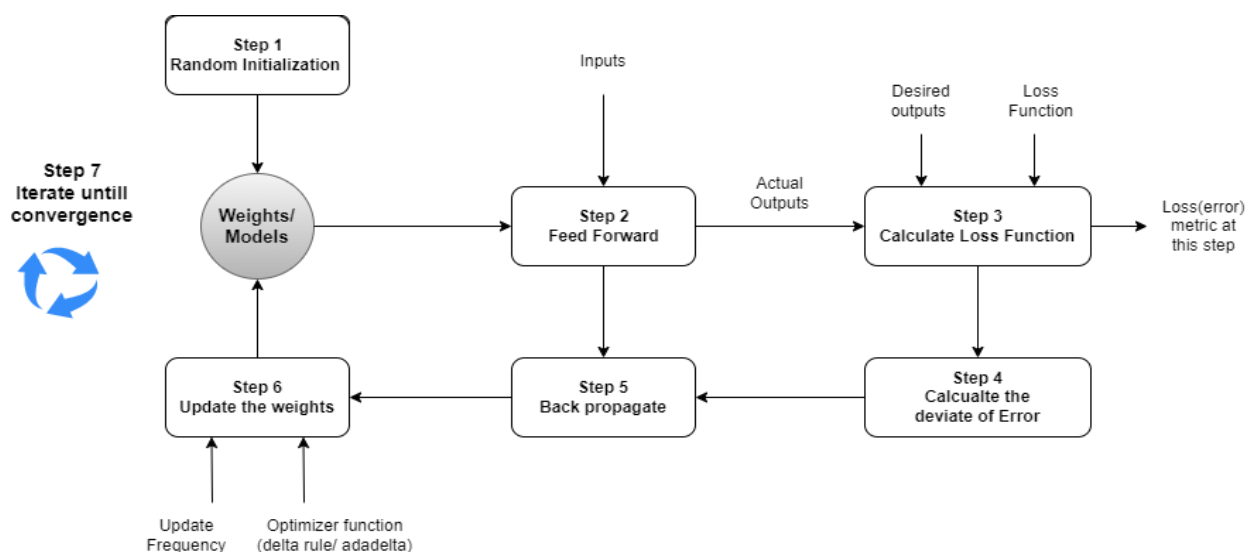 Step 1
Random Initialization
Inputs
Desired
outputs
Loss
Function
Step 7
Iterate untill
convergence
Weights/
Models
Step 2
Feed Forward
Actual
Outputs
Step 3
Calculate Loss Function
Loss(error)
metric at
this step
Step 6
Update the weights
Step 5
Back propagate
Step 4
Calcualte the
deviate of Error
Update
Frequency
Optimizer function
(delta rule/ adadelta)